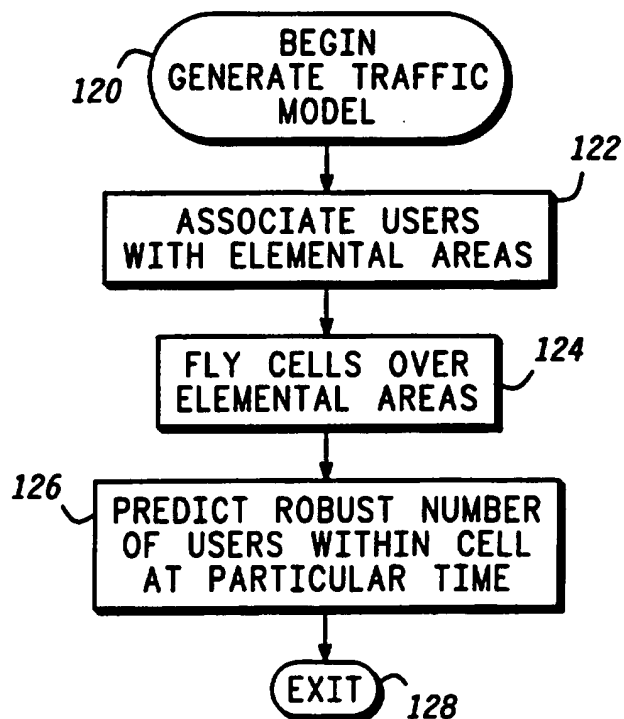 BEGIN
GENERATE TRAFFIC
MODEL
120
122
ASSOCIATE USERS
WITH ELEMENTAL AREAS
FLY CELLS OVER
ELEMENTAL AREAS
124
126
PREDICT ROBUST NUMBER
OF USERS WITHIN CELL
AT PARTICULAR TIME
EXIT
128